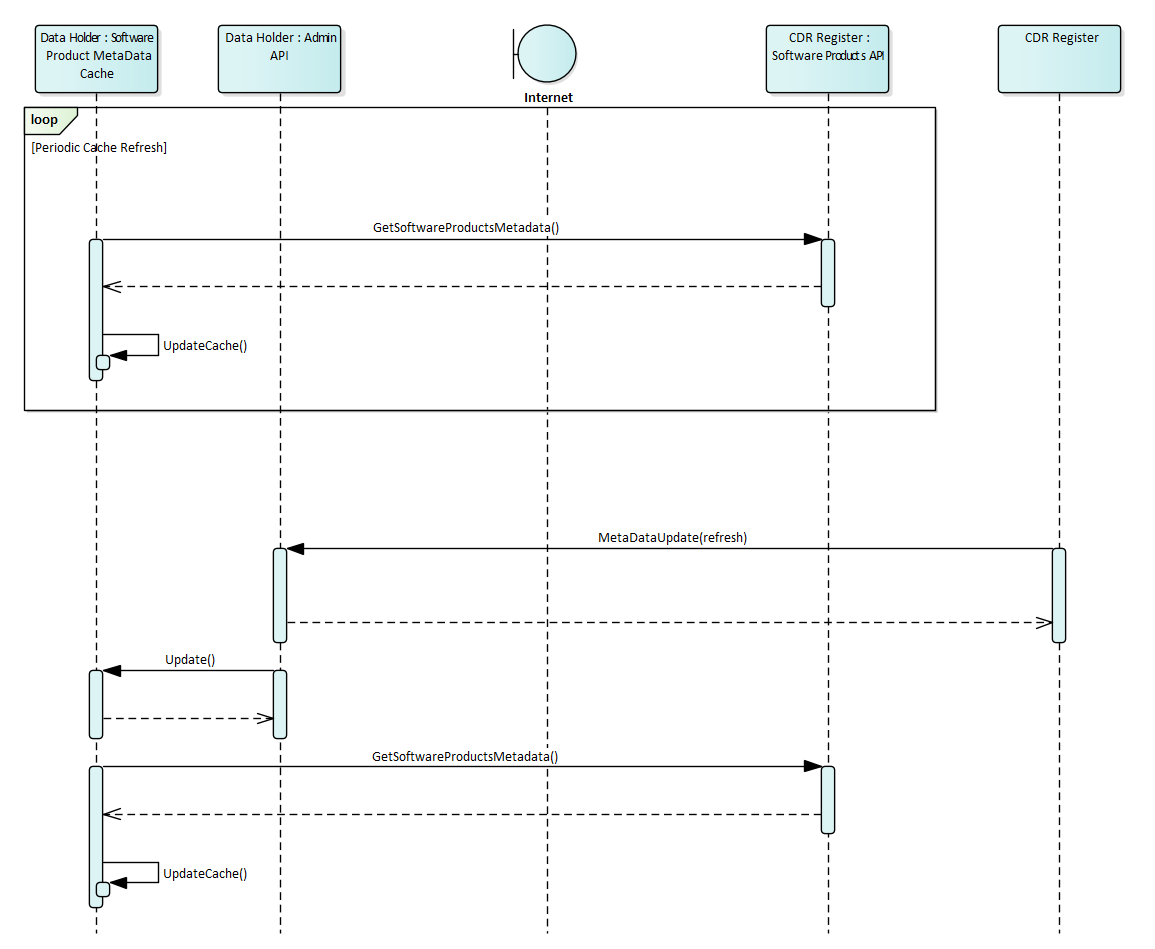 Data Holder : Software
Product MetaData
Cache
Data Holder : Admin
API
Internet
CDR Register :
Software Products API
CDR Register
loop
[Periodic Cache Refresh]
GetSoftwareProductsMetadata()
UpdateCache()
MetaDataUpdate(refresh)
Update()
GetSoftwareProductsMetadata()
UpdateCache()